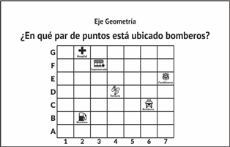 Eje Geometría
¿En qué par de puntos está ubicado bomberos?
G
F
E
D
C
B
A
1 2 3 4 5 6 7